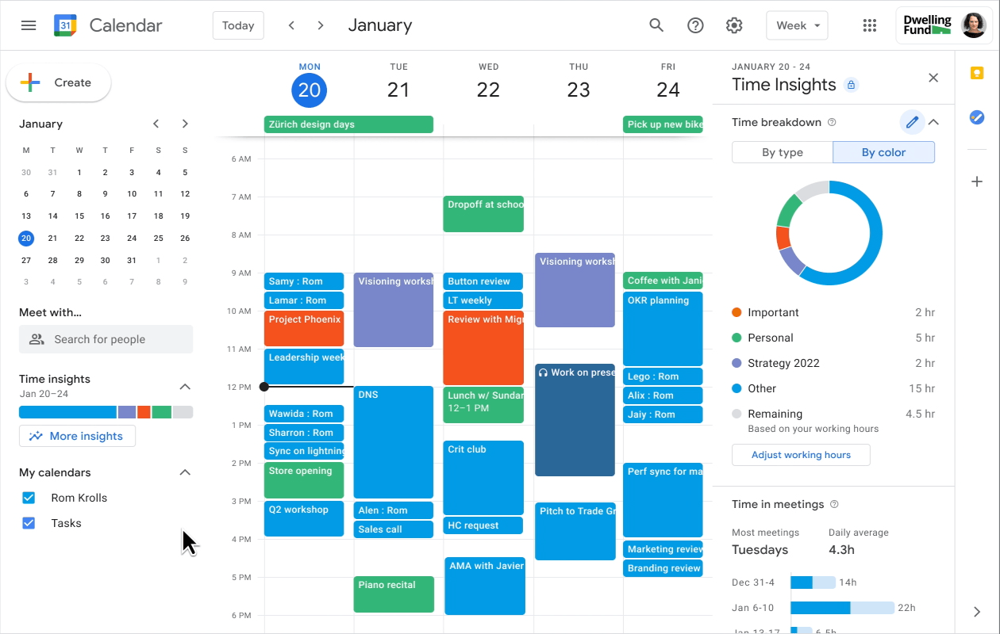 31 Calendar
Today
January
Week
Dwelling
Fund
Create
January
M T W T F S S
30 31 1 2 3 4 5
6 7 8 9 10 11 12
13 14 15 16 17 18 19
20 21 22 23 24 25 26
27 28 29 30 31 1 2
3 4 5 6 7 8 9
Meet with...
Search for people
Time insights
Jan 20–24
More insights
My calendars
Rom Krolls
Tasks
MON TUE WED THU FRI
20 21 22 23 24
Zürich design days
Pick up new bike
6 AM
7 AM
8 AM
9 AM
10 AM
11 AM
12 PM
1 PM
2 PM
3 PM
4 PM
5 PM
6 PM
Samy : Rom
Lamar : Rom
Project Phoenix
Leadership week
Wawida : Rom
Sharron : Rom
Sync on lightning
Store opening
Q2 workshop
Visioning worksh
DNS
Alen : Rom
Sales call
Piano recital
Dropoff at schoo
Button review
LT weekly
Review with Migr
Lunch w/ Sundar
12–1 PM
Crit club
HC request
AMA with Javier
Visioning worksh
Work on prese
Pitch to Trade Gr
Coffee with Jani
OKR planning
Lego : Rom
Alix : Rom
Jaiy : Rom
Perf sync for ma
Marketing review
Branding review
JANUARY 20 - 24
Time Insights
Time breakdown
By type
By color
Important 2 hr
Personal 5 hr
Strategy 2022 2 hr
Other 15 hr
Remaining 4.5 hr
Based on your working hours
Adjust working hours
Time in meetings
Most meetings Daily average
Tuesdays 4.3h
Dec 31-4 14h
Jan 6-10 22h
Jan 13-17 6.5h